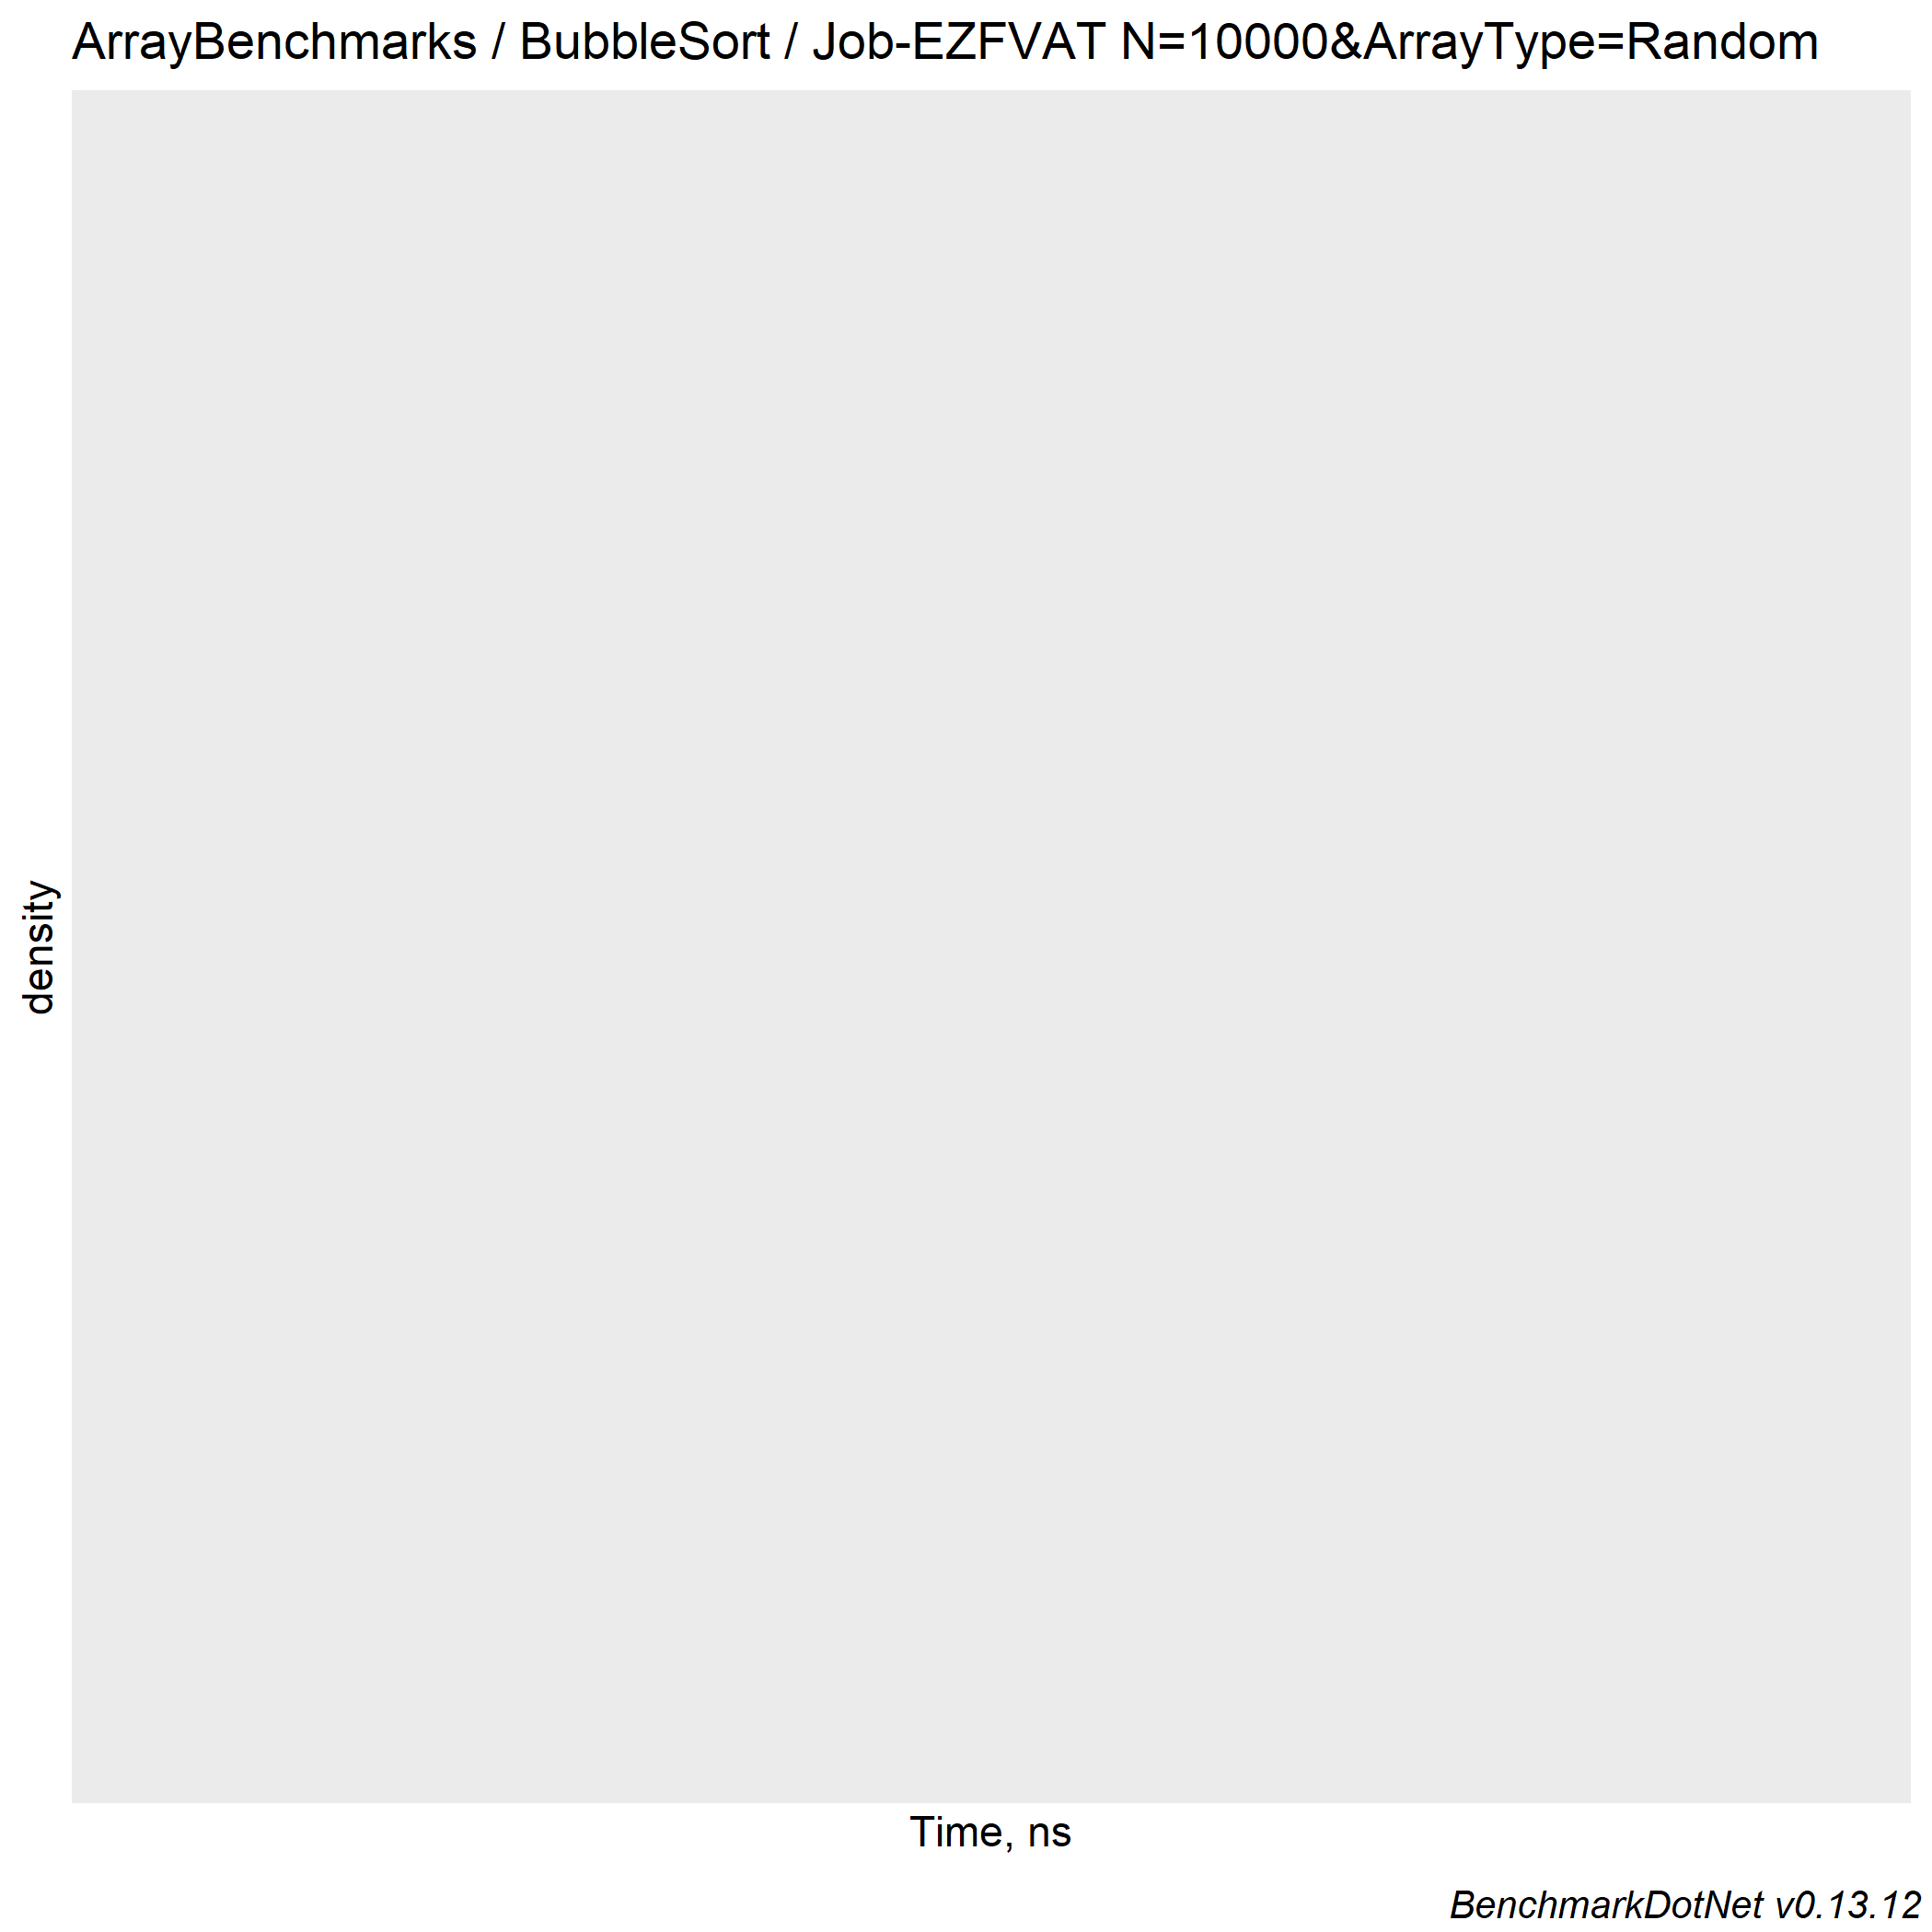 ArrayBenchmarks / BubbleSort / Job-EZFVAT N=10000&ArrayType=Random
density
Time, ns
BenchmarkDotNet v0.13.12